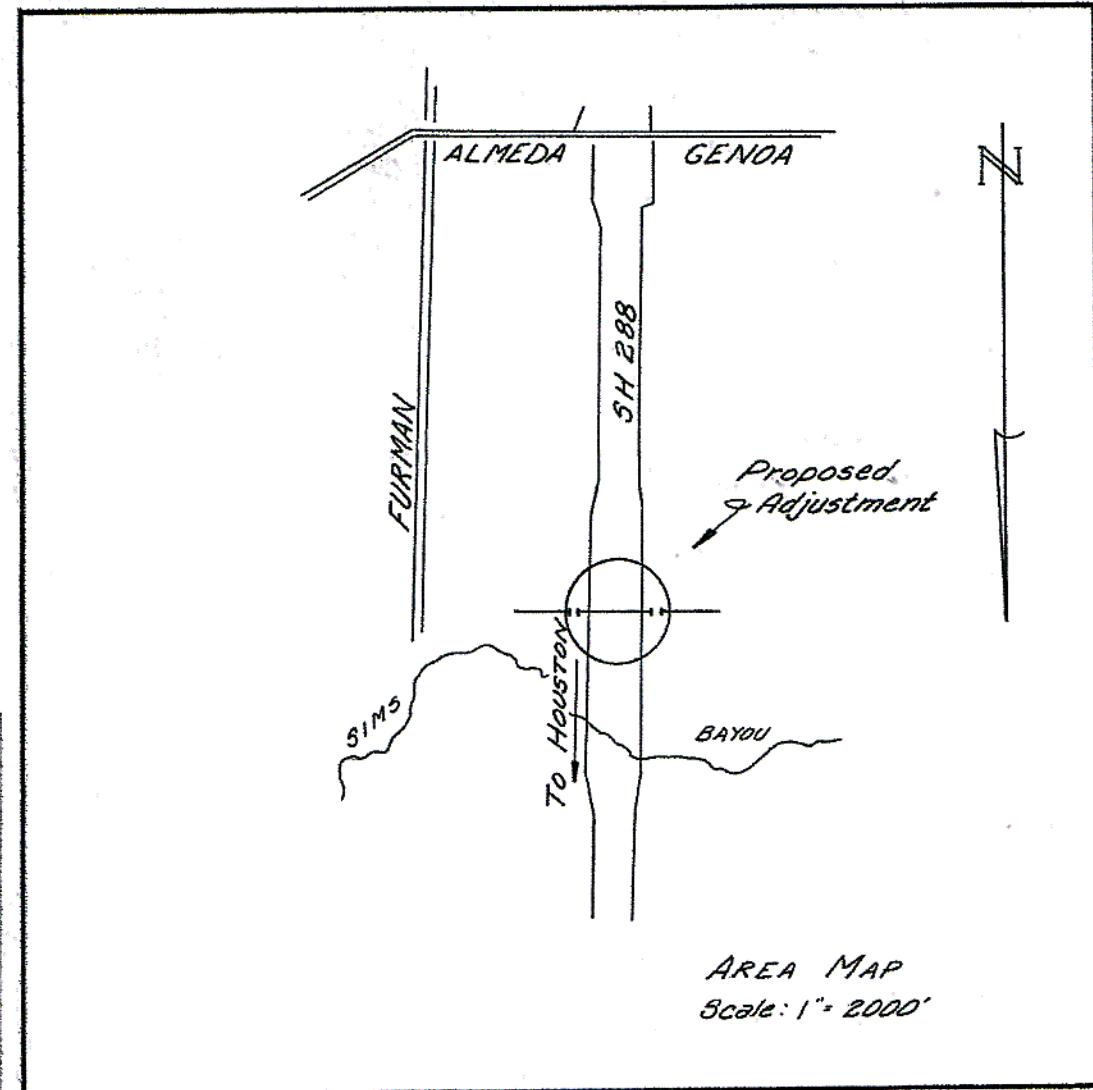 ALMEDA GENOA
N
SH 288
FURMAN
Proposed
Adjustment
TO HOUSTON
SIMS
BAYOU
AREA MAP
Scale: 1"= 2000'